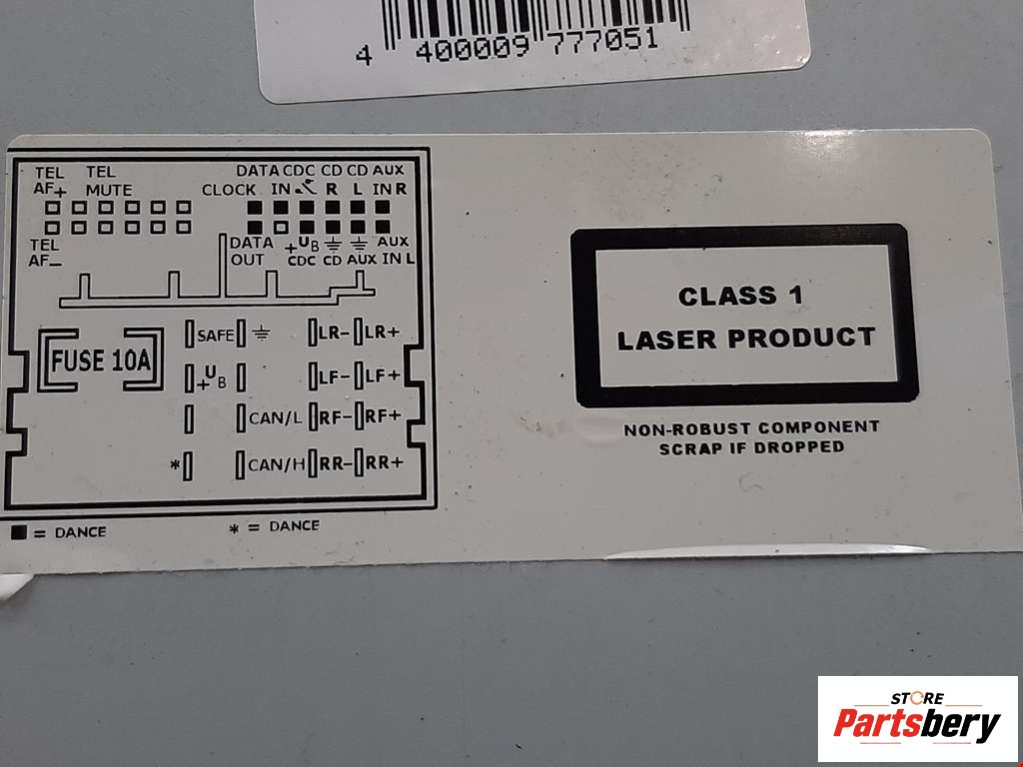 4 400009 777051
TEL TEL DATA CDC CD CD AUX
AF+ MUTE CLOCK IN R L IN R
TEL DATA +UB AUX
AF- OUT CDC CD AUX IN L
FUSE 10A
SAFE LR- LR+
+UB LF- LF+
CAN/L RF- RF+
* CAN/H RR- RR+
= DANCE * = DANCE
CLASS 1
LASER PRODUCT
NON-ROBUST COMPONENT
SCRAP IF DROPPED
STORE
Partsbery